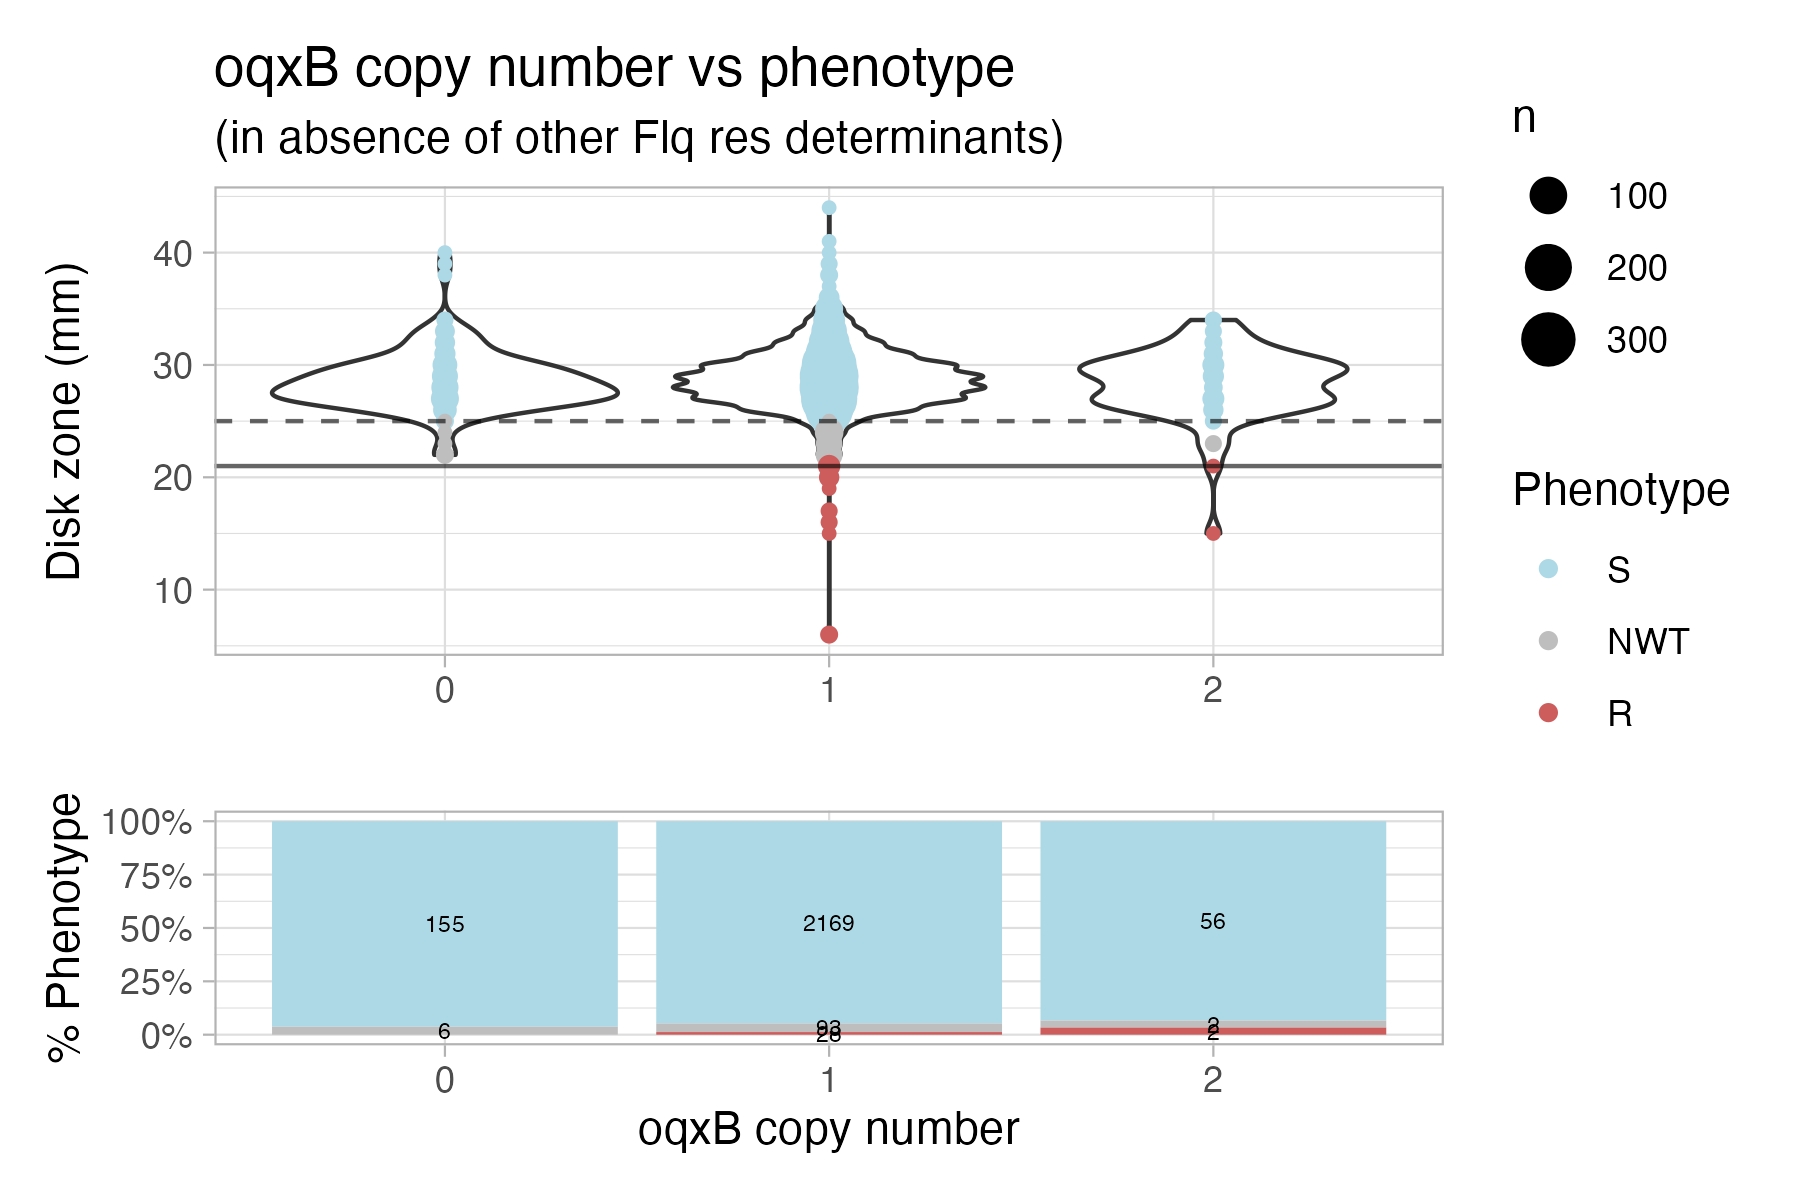 oqxB copy number vs phenotype
(in absence of other Flq res determinants)
Disk zone (mm)
40
30
20
10
0 1 2
n
100
200
300
Phenotype
S
NWT
R
% Phenotype
100%
75%
50%
25%
0%
155 2169 56
6 93 2
2
0 1 2
oqxB copy number